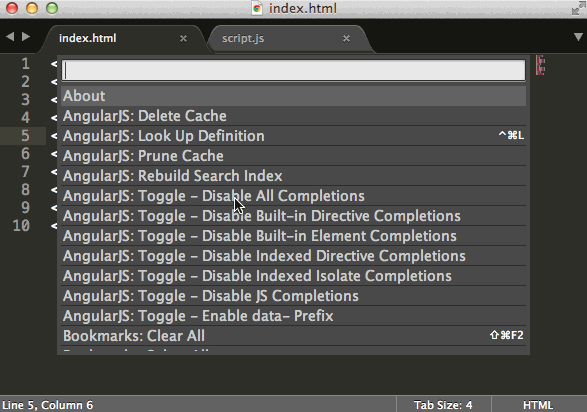 index.html
index.html × script.js ×
1 <
About
2 <
AngularJS: Delete Cache
3 <
AngularJS: Look Up Definition ^⌘L
4 <
AngularJS: Prune Cache
5 <
AngularJS: Rebuild Search Index
6 <
AngularJS: Toggle – Disable All Completions
7 <
AngularJS: Toggle – Disable Built-in Directive Completions
8 <
AngularJS: Toggle – Disable Built-in Element Completions
9 <
AngularJS: Toggle – Disable Indexed Directive Completions
10 <
AngularJS: Toggle – Disable Indexed Isolate Completions
AngularJS: Toggle – Disable JS Completions
AngularJS: Toggle – Enable data– Prefix
Bookmarks: Clear All ⇧⌘F2
Line 5, Column 6 Tab Size: 4 HTML